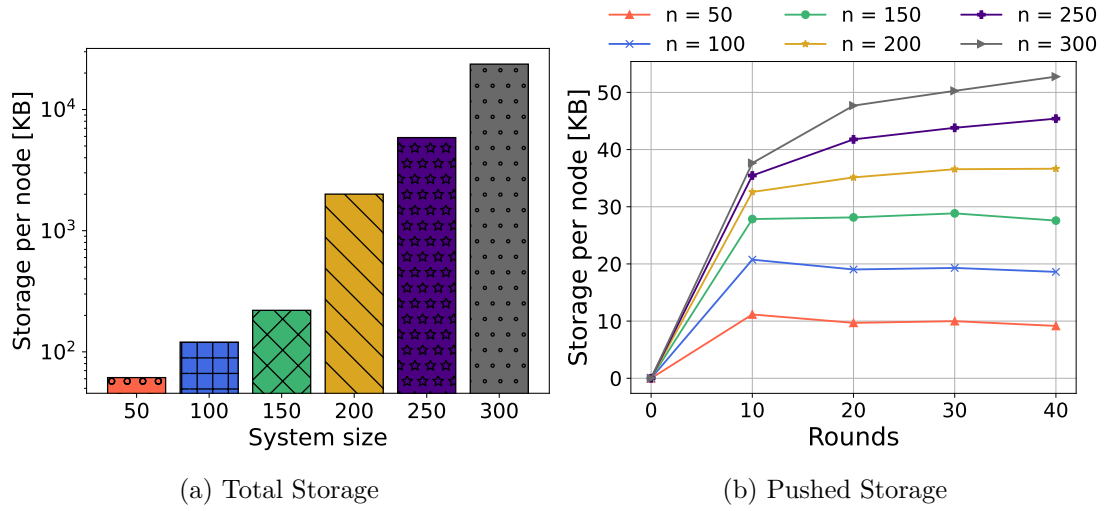 Storage per node [KB]
10^4
10^3
10^2
50 100 150 200 250 300
System size
(a) Total Storage
n = 50 n = 150 n = 250
n = 100 n = 200 n = 300
Storage per node [KB]
50
40
30
20
10
0
0 10 20 30 40
Rounds
(b) Pushed Storage